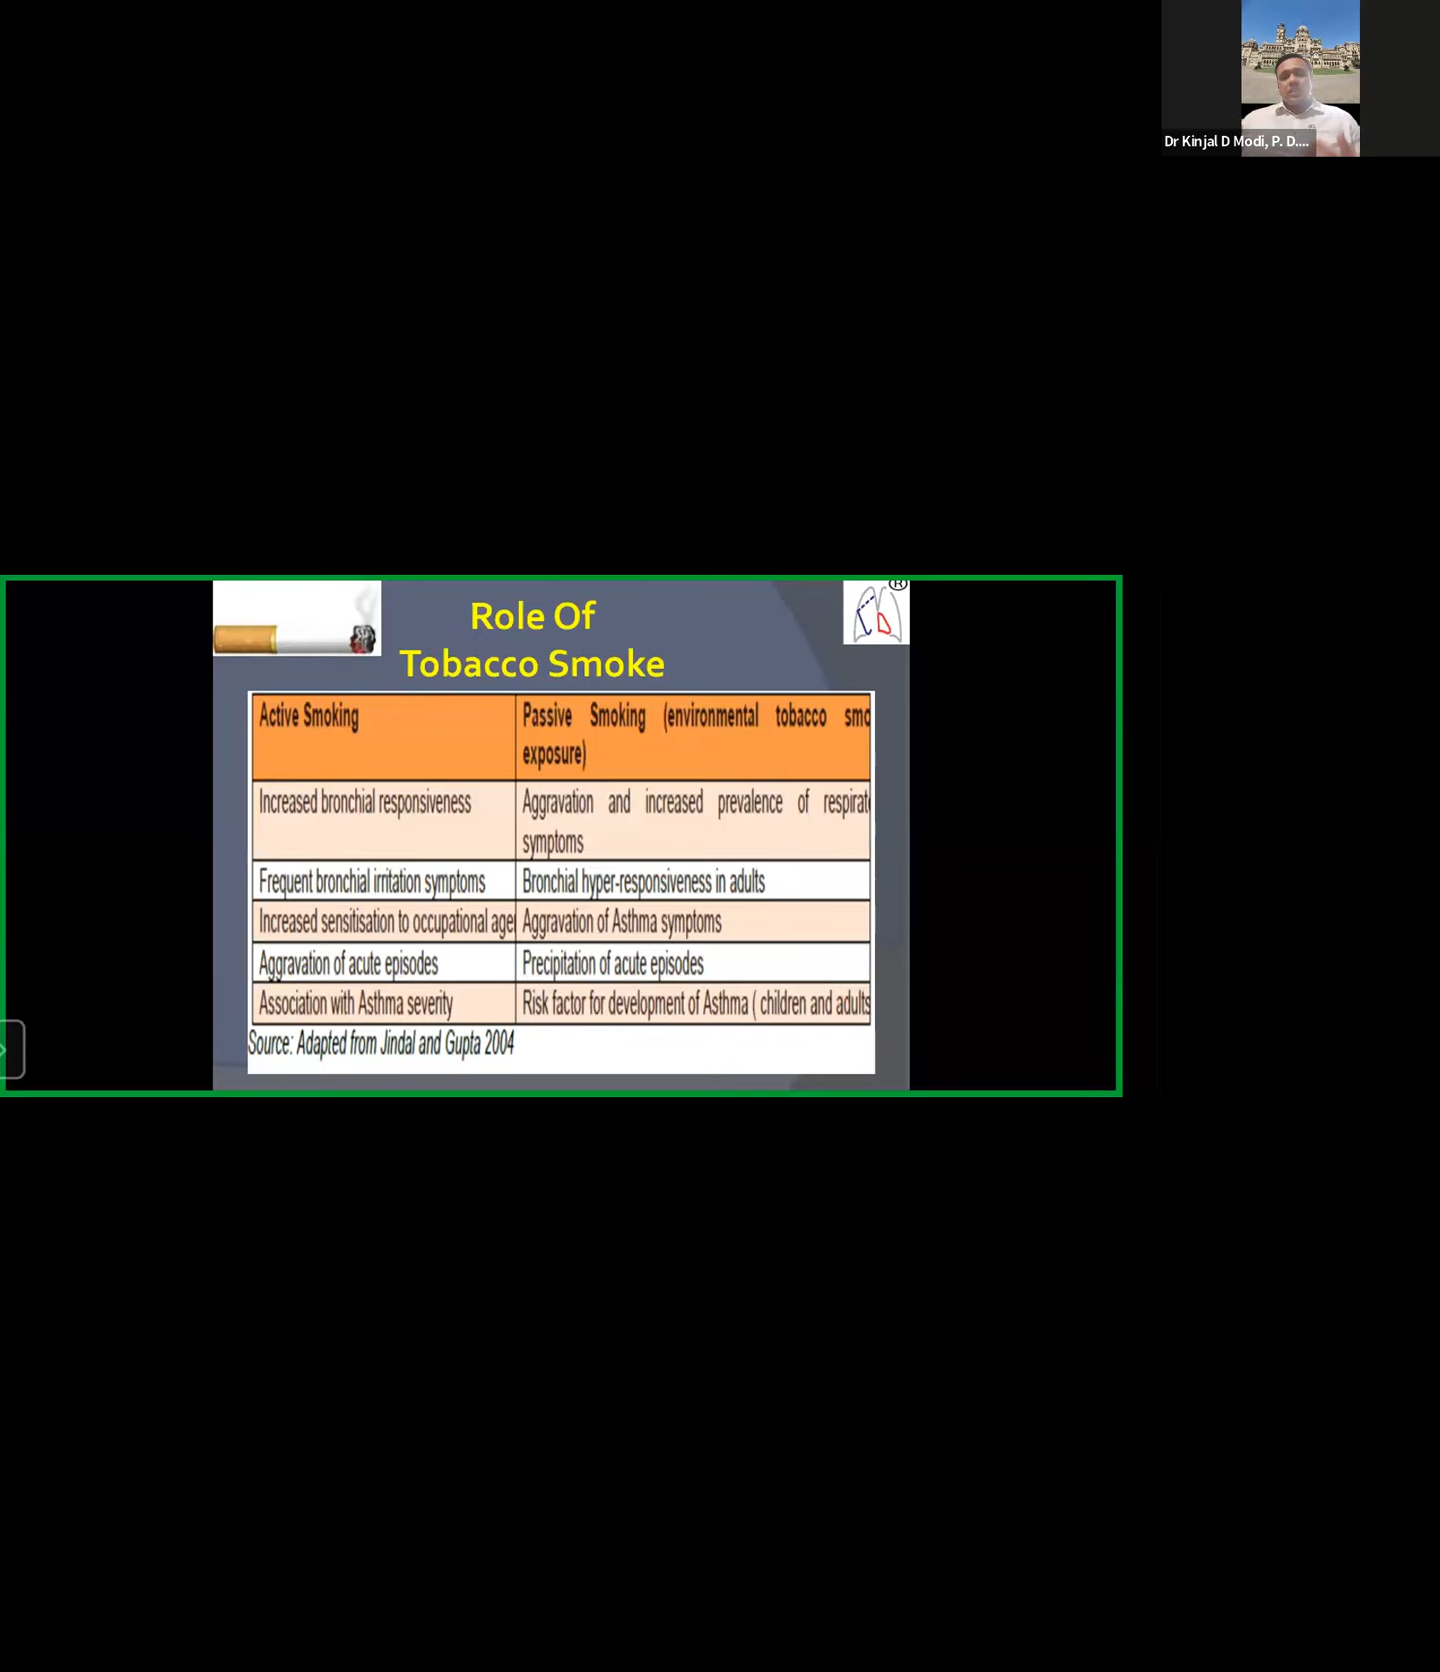 Dr Kinjal D Modi, P. D....
®
Role Of
Tobacco Smoke
Active Smoking
Passive Smoking (environmental tobacco smo
exposure)
Increased bronchial responsiveness
Aggravation and increased prevalence of respirat
symptoms
Frequent bronchial irritation symptoms
Bronchial hyper-responsiveness in adults
Increased sensitisation to occupational age
Aggravation of Asthma symptoms
Aggravation of acute episodes
Precipitation of acute episodes
Association with Asthma severity
Risk factor for development of Asthma ( children and adults
Source: Adapted from Jindal and Gupta 2004